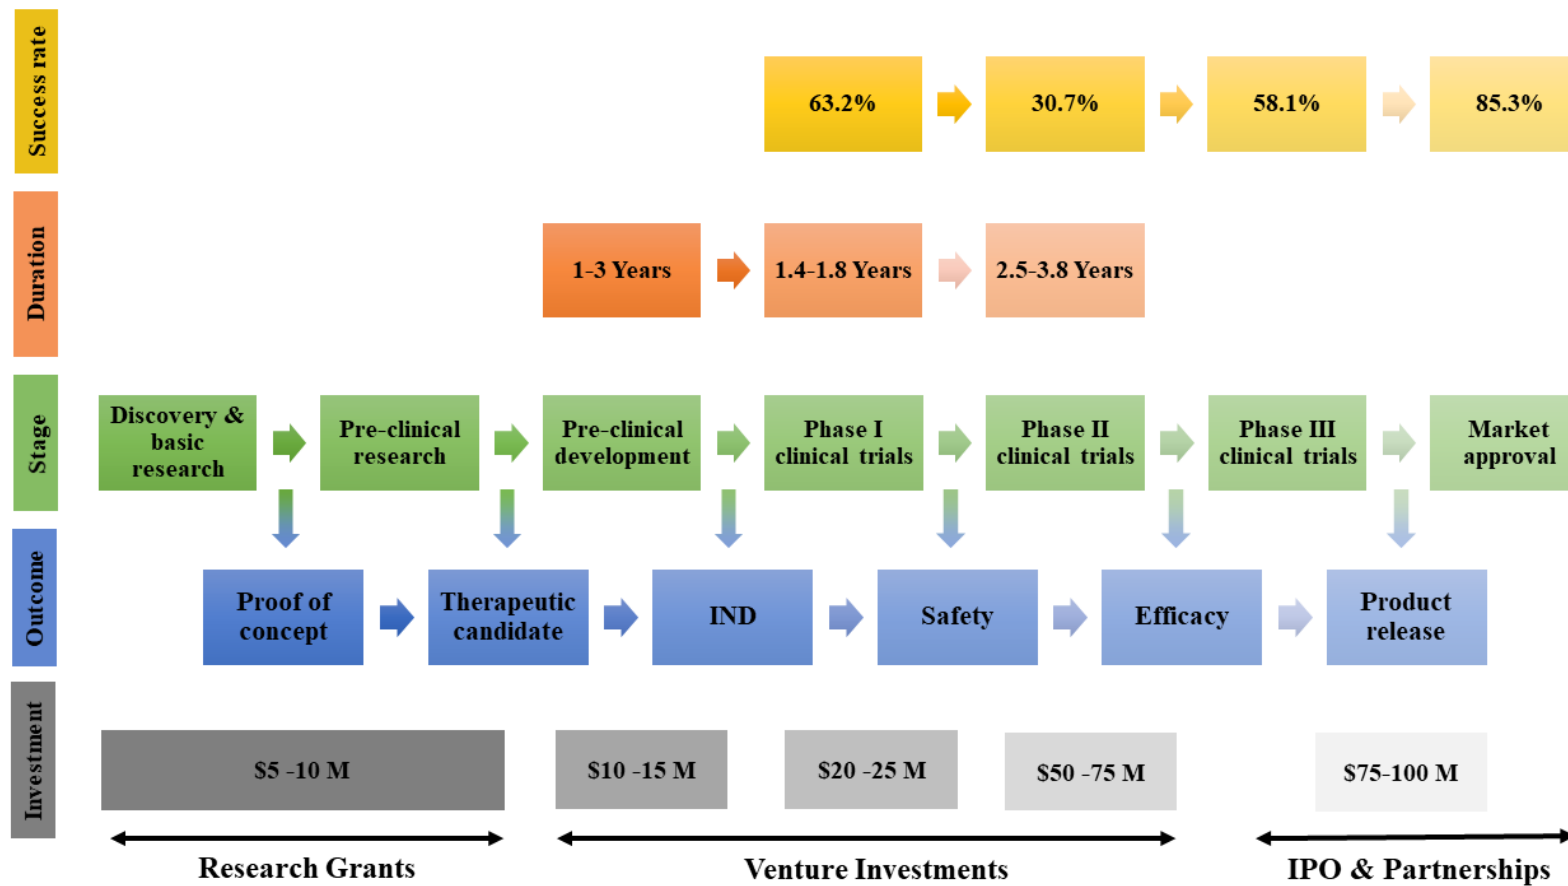 Success rate
63.2%
30.7%
58.1%
85.3%
Duration
1-3 Years
1.4-1.8 Years
2.5-3.8 Years
Stage
Discovery &
basic
research
Pre-clinical
research
Pre-clinical
development
Phase I
clinical trials
Phase II
clinical trials
Phase III
clinical trials
Market
approval
Outcome
Proof of
concept
Therapeutic
candidate
IND
Safety
Efficacy
Product
release
Investment
$5 -10 M
$10 -15 M
$20 -25 M
$50 -75 M
$75-100 M
Research Grants
Venture Investments
IPO & Partnerships